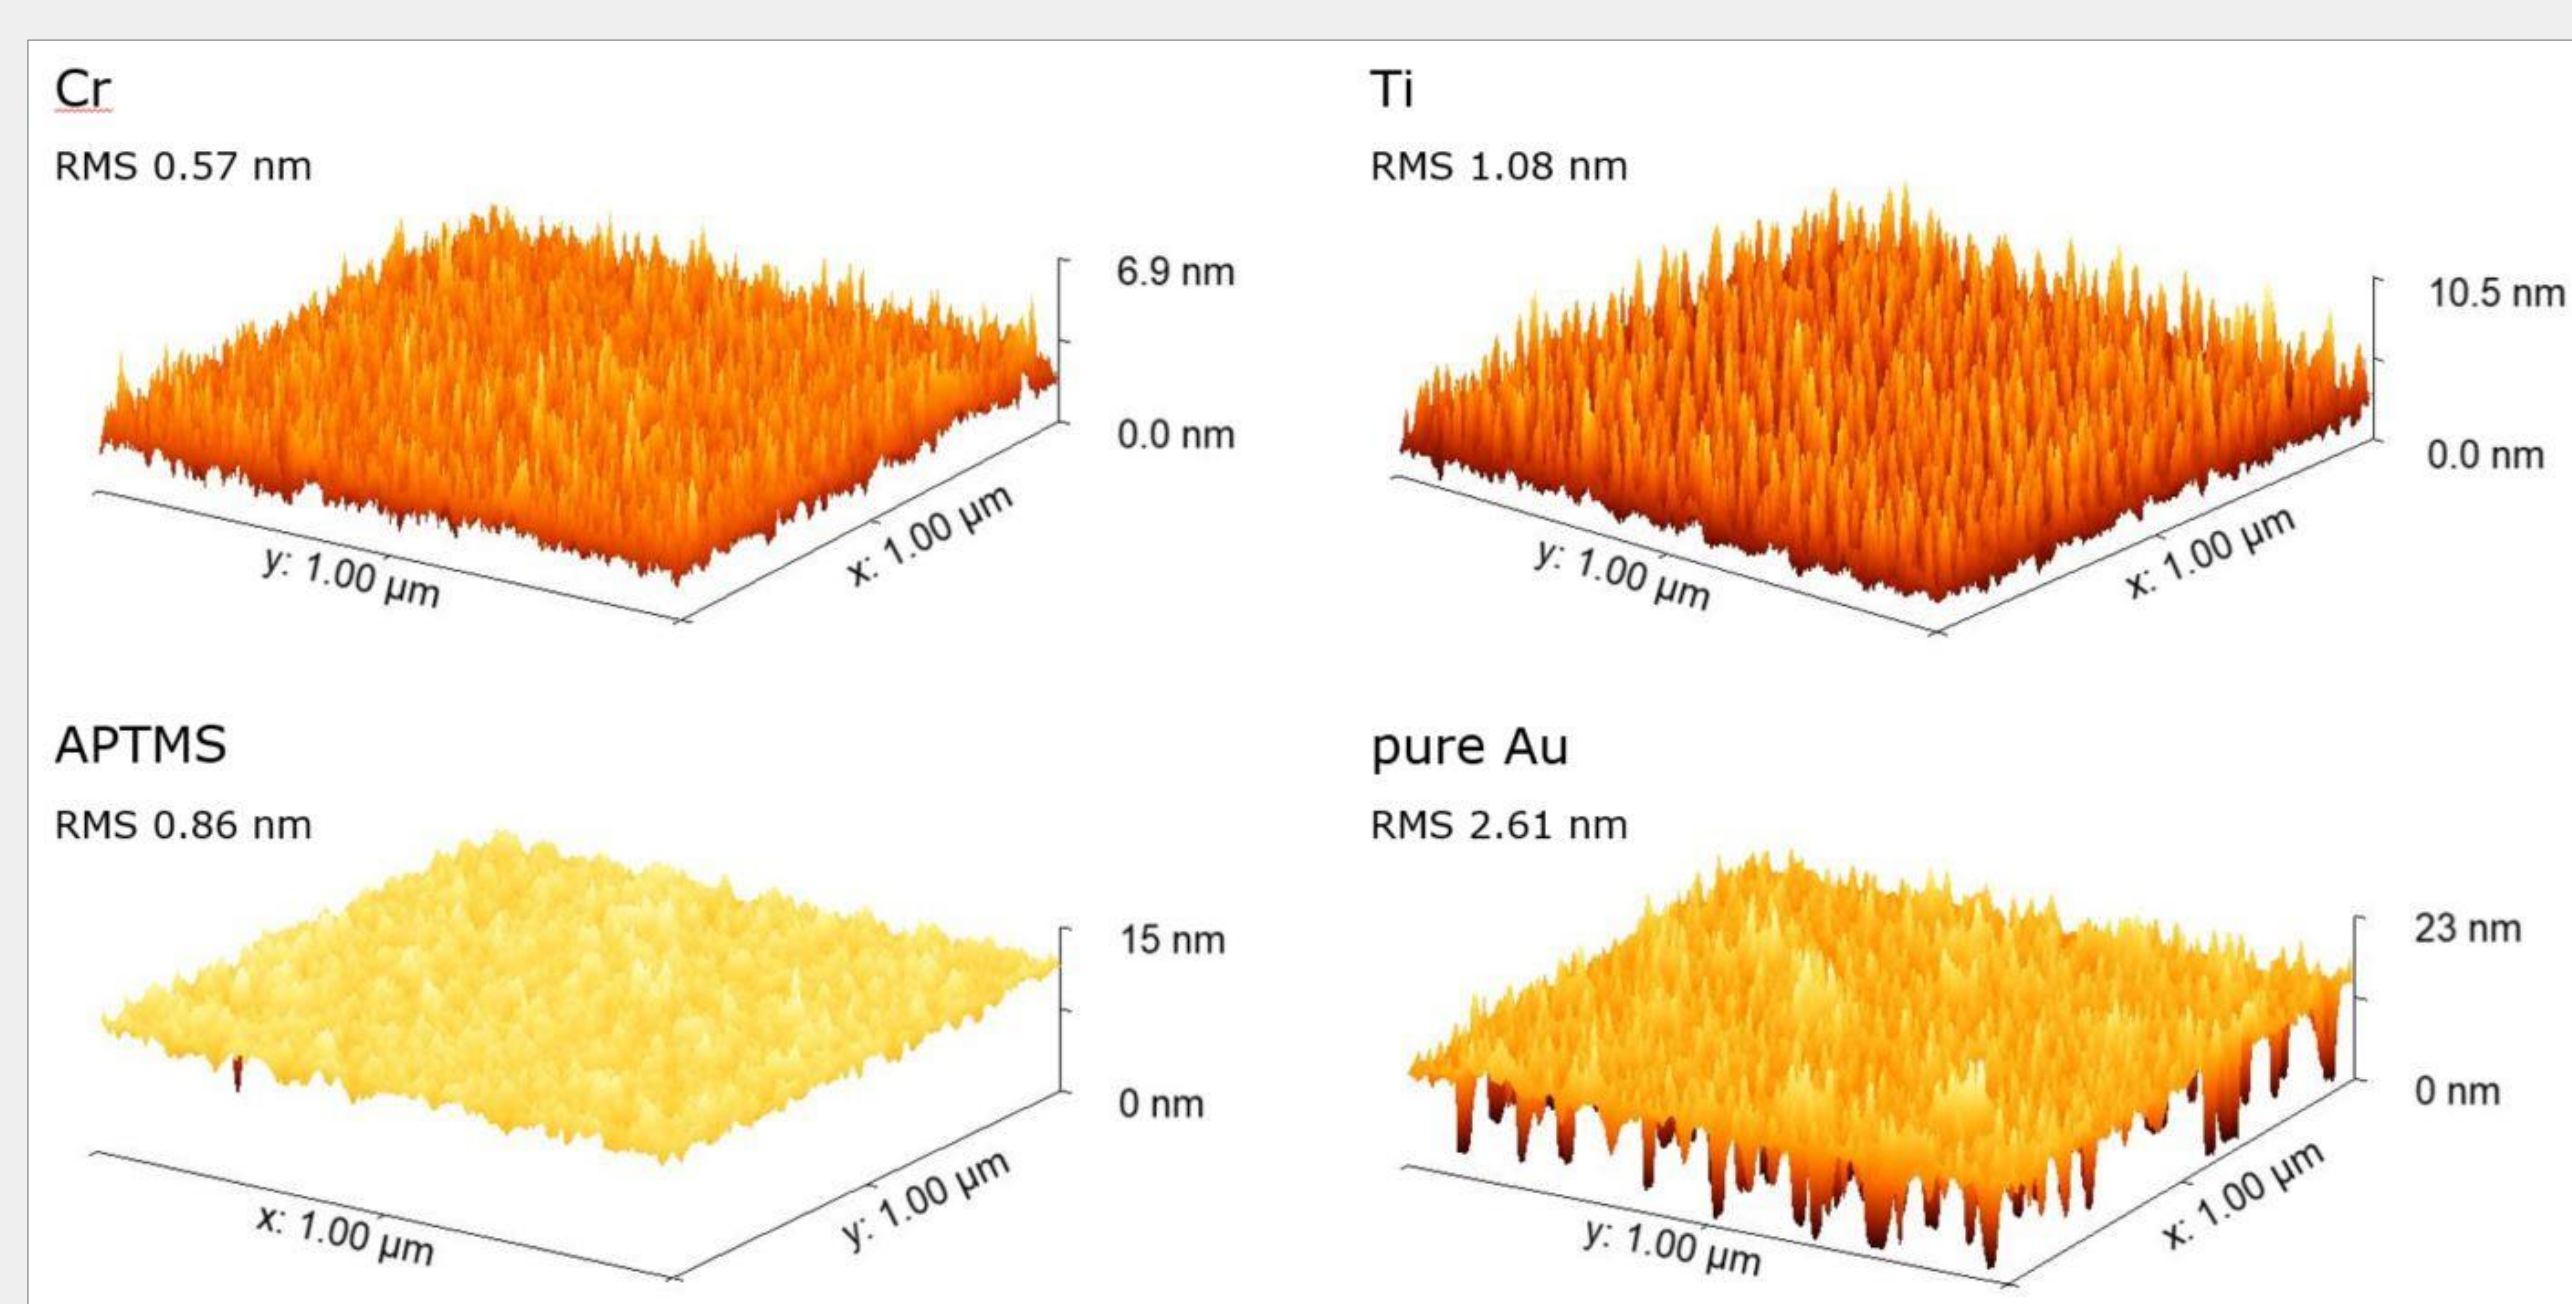 Cr
RMS 0.57 nm
6.9 nm
0.0 nm
y: 1.00 µm
x: 1.00 µm
Ti
RMS 1.08 nm
10.5 nm
0.0 nm
y: 1.00 µm
x: 1.00 µm
APTMS
RMS 0.86 nm
15 nm
0 nm
x: 1.00 µm
y: 1.00 µm
pure Au
RMS 2.61 nm
23 nm
0 nm
y: 1.00 µm
x: 1.00 µm